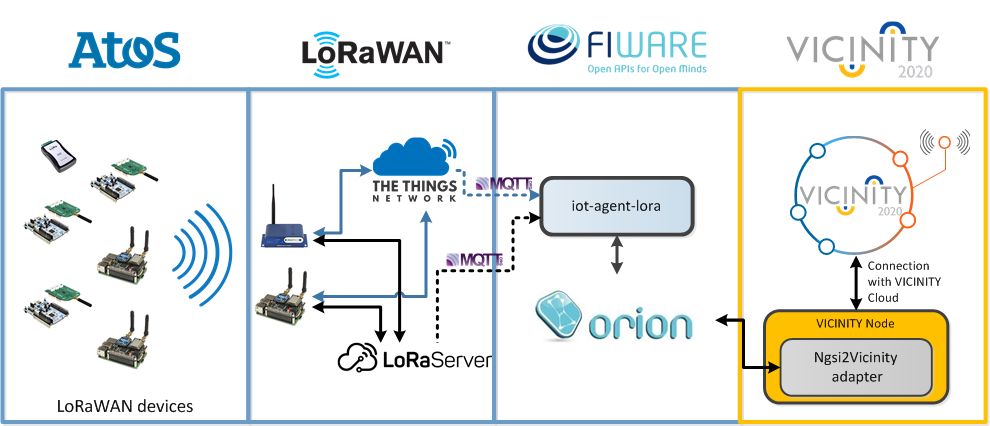 Atos
LoRaWAN™
FIWARE
Open APIs for Open Minds
VICINITY
2020
LoRaWAN devices
THE THINGS
NETWORK
MQTT
MQTT
LoRaServer
iot-agent-lora
orion
VICINITY
2020
Connection
with VICINITY
Cloud
VICINITY Node
Ngsi2Vicinity
adapter